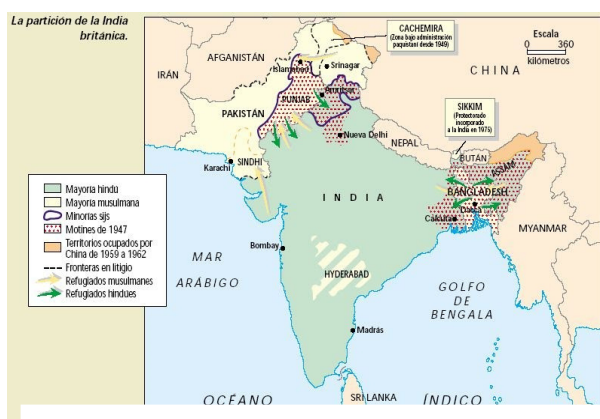 La partición de la India
británica.
CACHEMIRA
(Zona bajo administración
paquistaní desde 1949)
Escala
0 360
kilómetros
AFGANISTÁN
IRÁN
Islamabad
Srinagar
CHINA
PUNJAB
Amritsar
SIKKIM
(Protectorado
incorporado
a la India en 1975)
PAKISTÁN
Nueva Delhi
NEPAL
BUTÁN
ASSAM
SINDHI
Karachi
BANGLADESH
INDIA
Dacca
Calcuta
MYANMAR
Mayoría hindú
Mayoría musulmana
Minorías sijs
Motines de 1947
Territorios ocupados por
China de 1959 a 1962
Fronteras en litigio
Refugiados musulmanes
Refugiados hindúes
Bombay
MAR
ARÁBIGO
HYDERABAD
GOLFO
DE
BENGALA
Madrás
OCÉANO
SRI LANKA
ÍNDICO